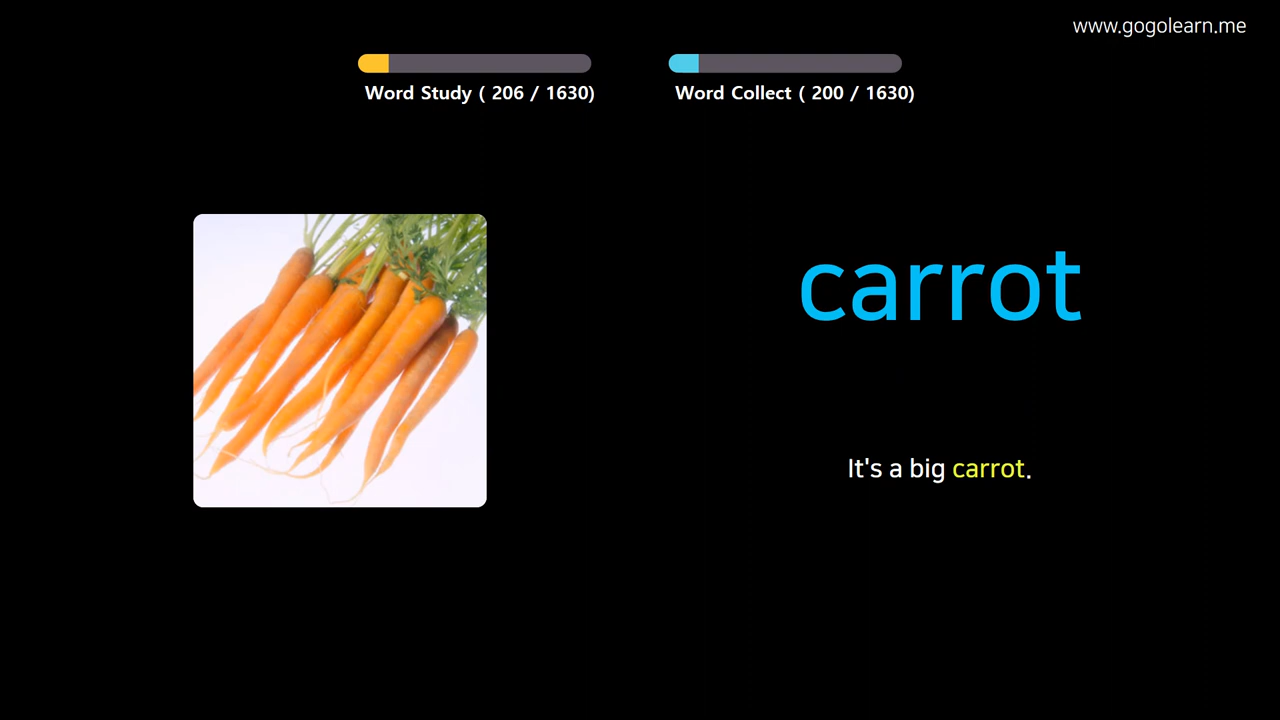 www.gogolearn.me
Word Study ( 206 / 1630)
Word Collect ( 200 / 1630)
carrot
It's a big carrot.